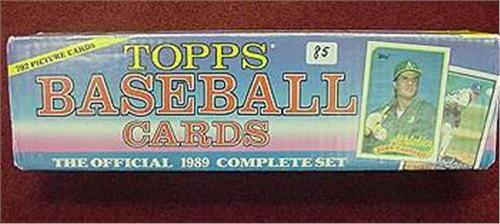 792 PICTURE CARDS
TOPPS
85
BASEBALL
CARDS
THE OFFICIAL 1989 COMPLETE SET